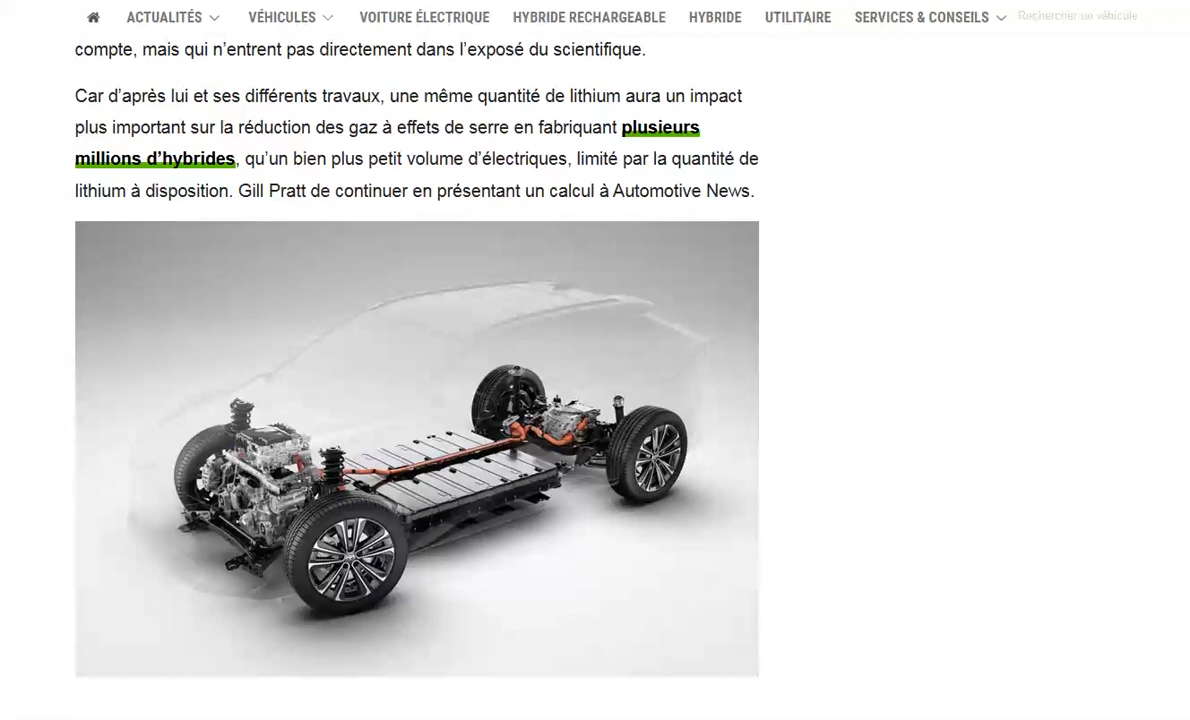 ACTUALITÉS VÉHICULES VOITURE ÉLECTRIQUE HYBRIDE RECHARGEABLE HYBRIDE UTILITAIRE SERVICES & CONSEILS Rechercher un véhicule
compte, mais qui n’entrent pas directement dans l’exposé du scientifique.
Car d’après lui et ses différents travaux, une même quantité de lithium aura un impact
plus important sur la réduction des gaz à effets de serre en fabriquant plusieurs
millions d’hybrides, qu’un bien plus petit volume d’électriques, limité par la quantité de
lithium à disposition. Gill Pratt de continuer en présentant un calcul à Automotive News.